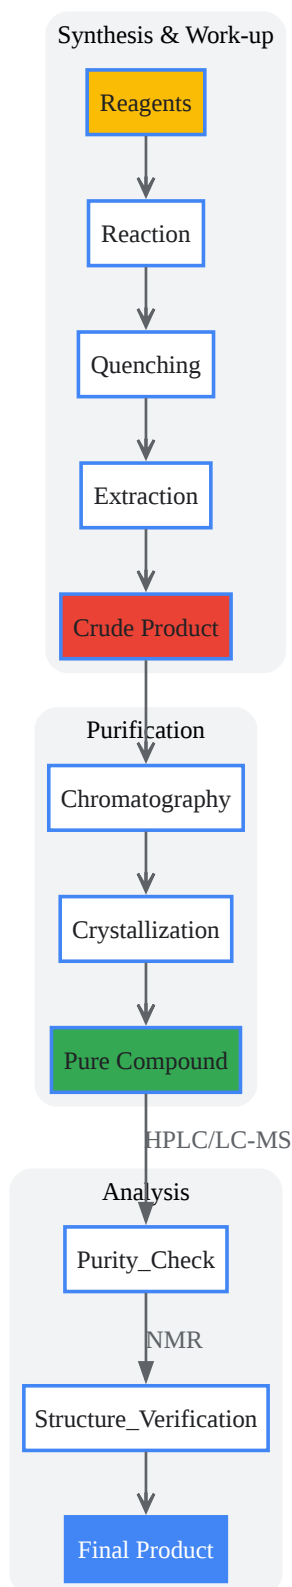 Synthesis & Work-up
Reagents
Reaction
Quenching
Extraction
Crude Product
Purification
Chromatography
Crystallization
Pure Compound
HPLC/LC-MS
Analysis
Purity_Check
NMR
Structure_Verification
Final Product